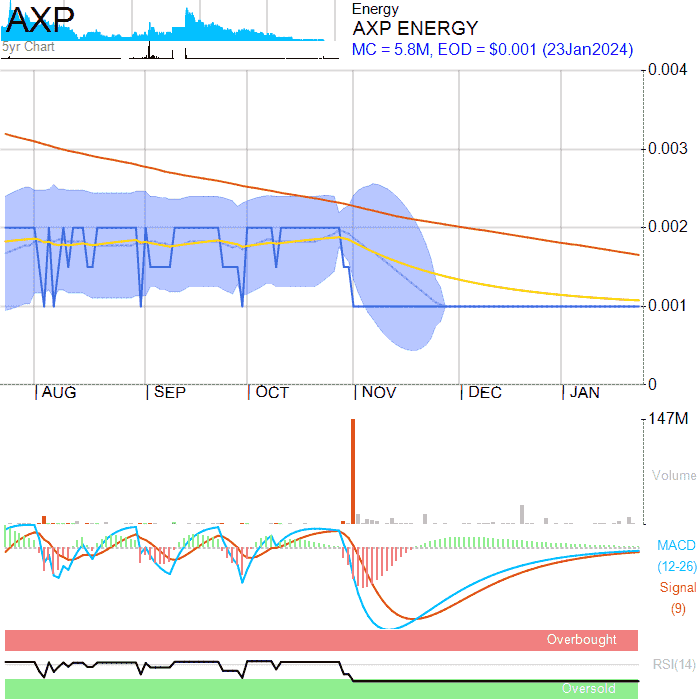 AXP
5yr Chart
Energy
AXP ENERGY
MC = 5.8M, EOD = $0.001 (23Jan2024)
0.004
0.003
0.002
0.001
0
AUG SEP OCT NOV DEC JAN
147M
Volume
MACD
(12-26)
Signal
(9)
Overbought
RSI(14)
Oversold